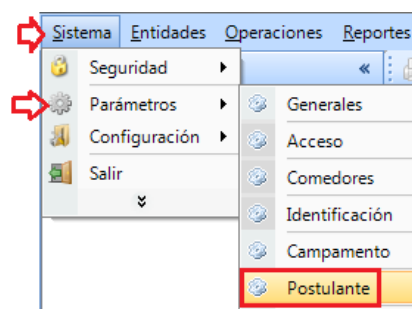 Sistema Entidades Operaciones Reportes
Seguridad
«
Parámetros
Generales
Acceso
Configuración
Comedores
Salir
Identificación
Campamento
Postulante